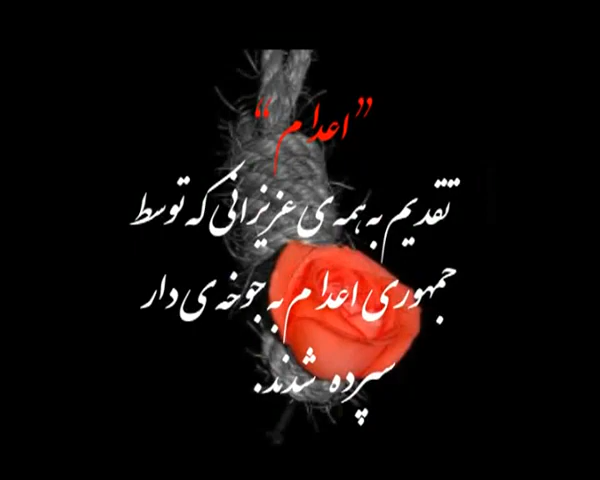 ”اعدام“
تقدیم به همه ی عزیزانی که توسط
جمهوری اعدام به جوخه ی دار
سپرده شدند.